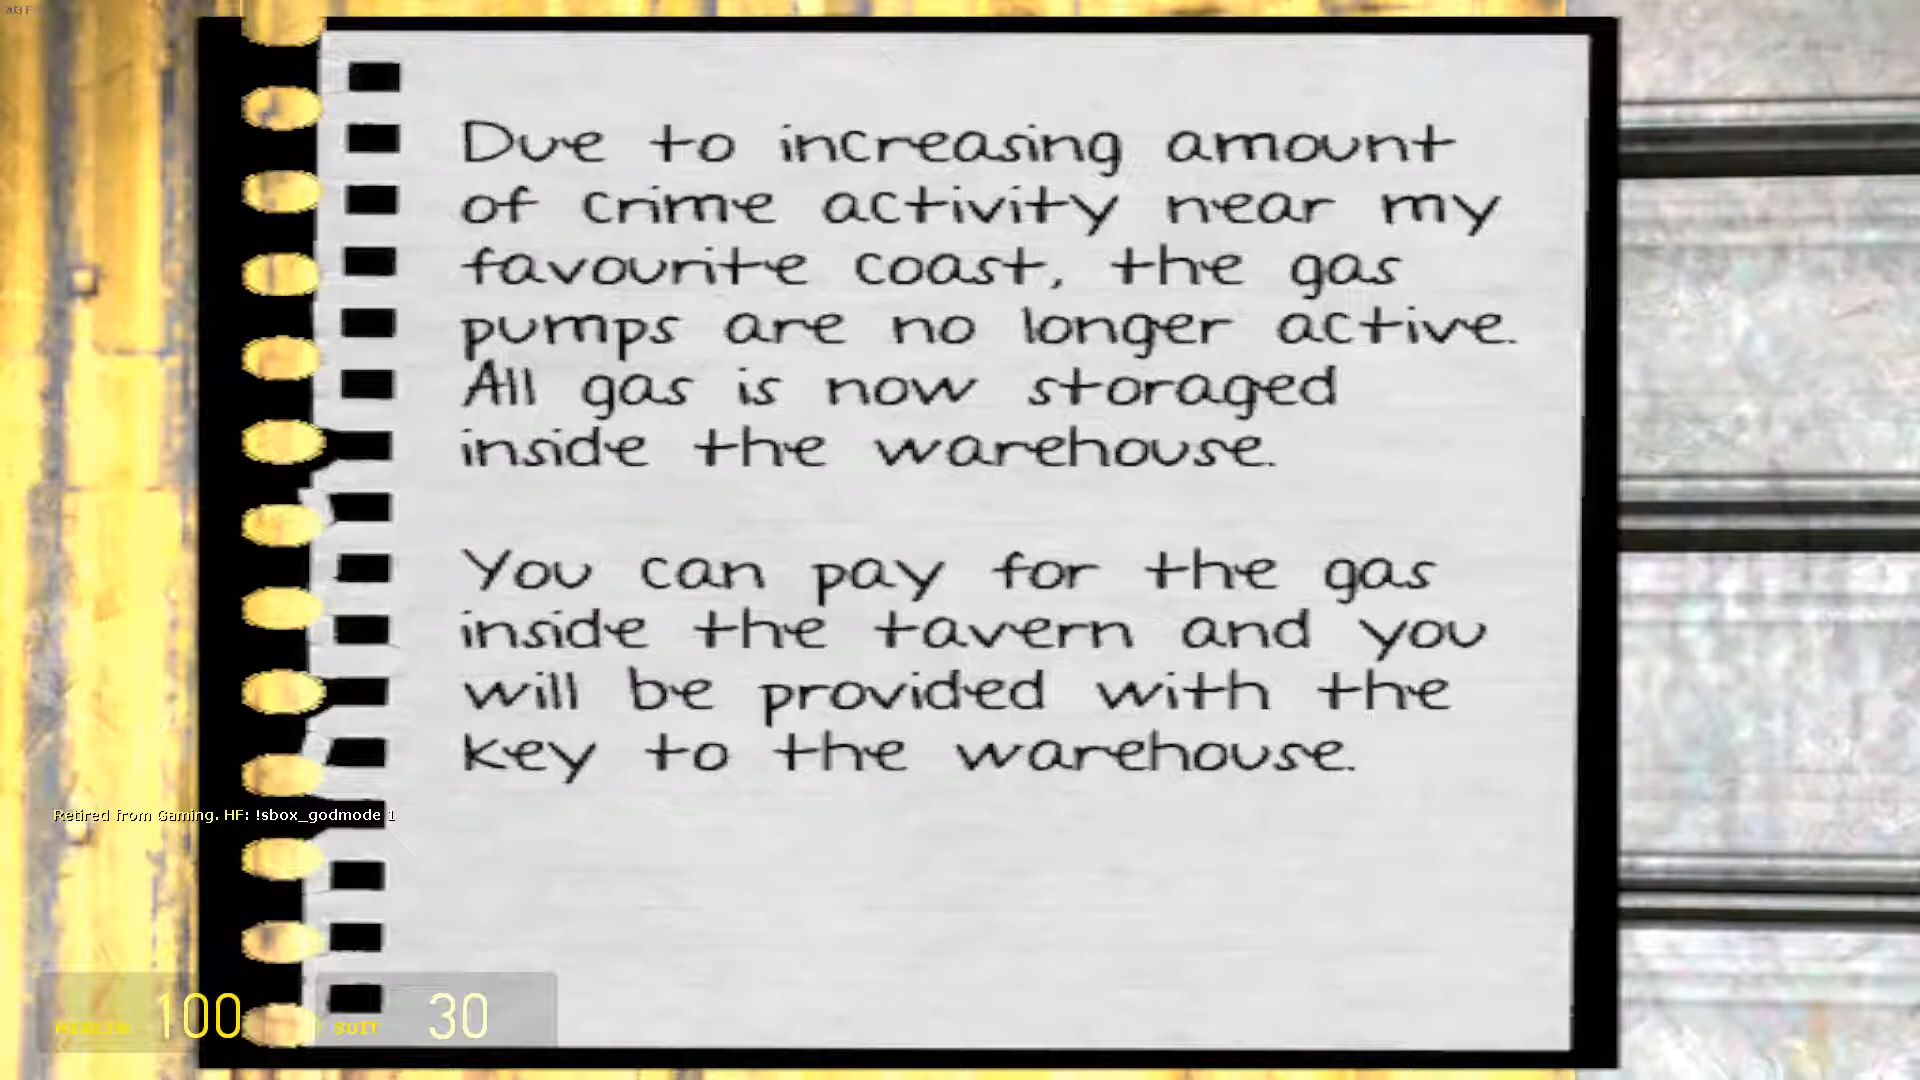 Due to increasing amount
of crime activity near my
favourite coast, the gas
pumps are no longer active.
All gas is now storaged
inside the warehouse.
You can pay for the gas
inside the tavern and you
will be provided with the
key to the warehouse.
Retired from Gaming. HF: !sbox_godmode 1
HEALTH 100 SUIT 30